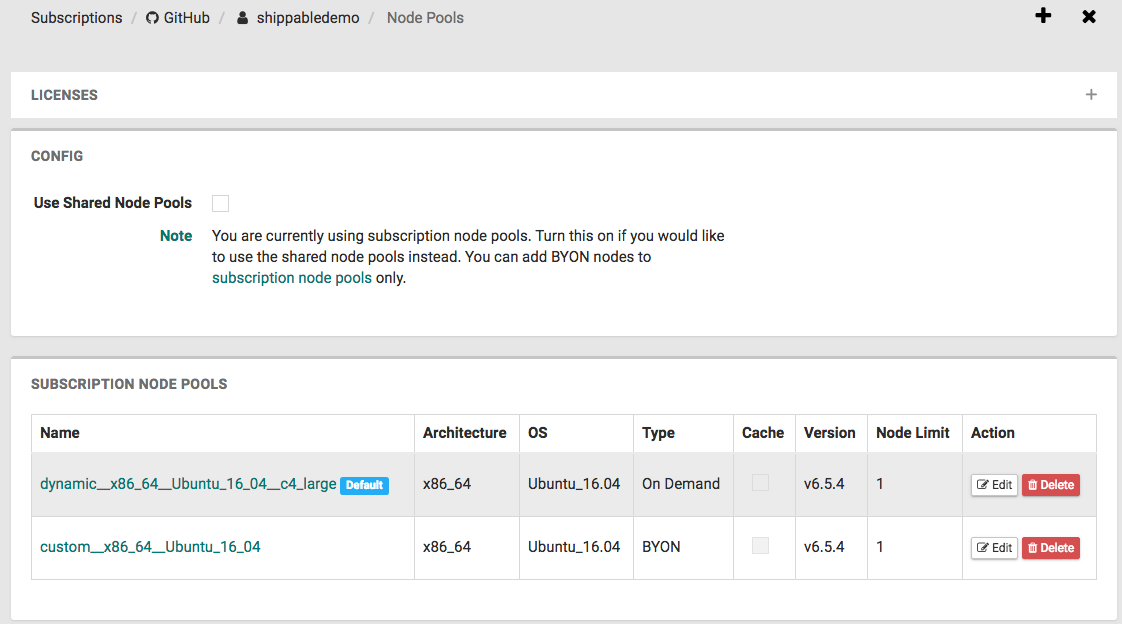 Subscriptions / GitHub / shippabledemo / Node Pools
LICENSES
CONFIG
Use Shared Node Pools
Note You are currently using subscription node pools. Turn this on if you would like
to use the shared node pools instead. You can add BYON nodes to
subscription node pools only.
SUBSCRIPTION NODE POOLS
Name Architecture OS Type Cache Version Node Limit Action
dynamic__x86_64__Ubuntu_16_04__c4_large Default x86_64 Ubuntu_16.04 On Demand v6.5.4 1 Edit Delete
custom__x86_64__Ubuntu_16_04 x86_64 Ubuntu_16.04 BYON v6.5.4 1 Edit Delete